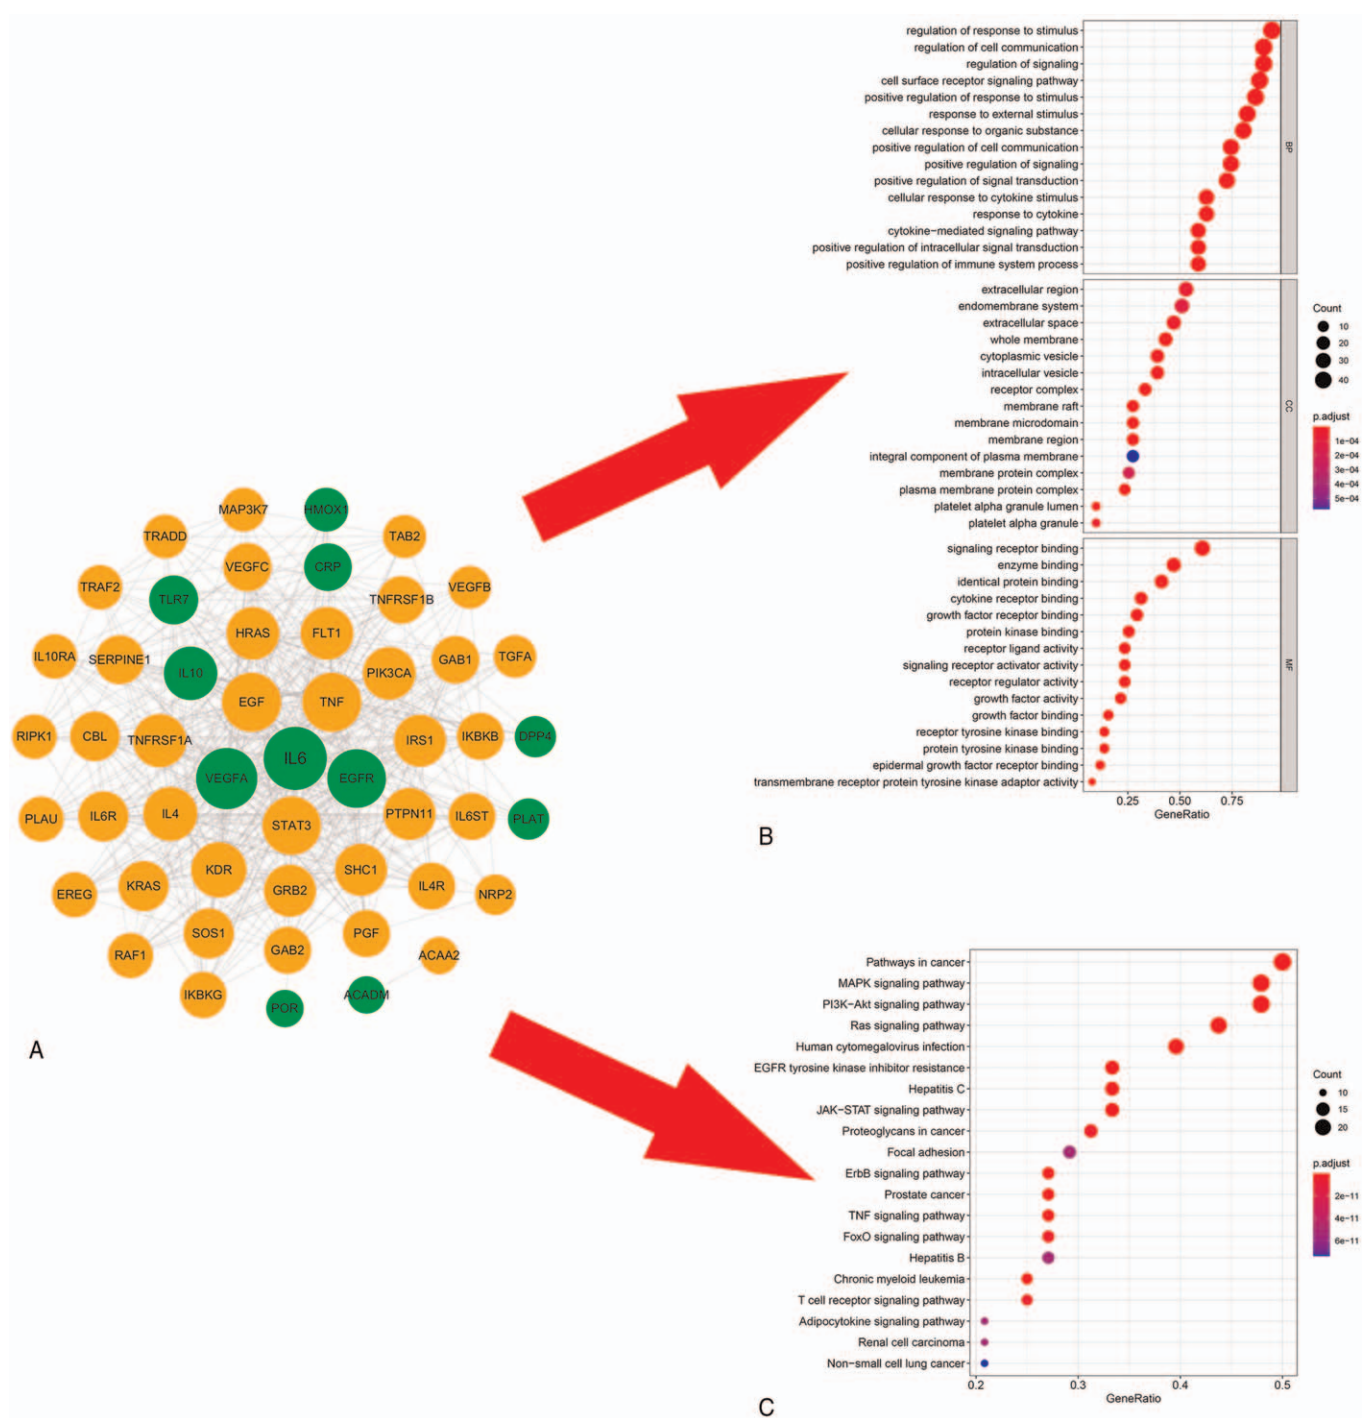 MAP3K7
HMOX1
TRADD
TAB2
VEGFC
CRP
TRAF2
TLR7
TNFRSF1B
VEGFB
HRAS
FLT1
IL10RA
SERPINE1
IL10
PIK3CA
GAB1
TGFA
EGF
TNF
RIPK1
CBL
TNFRSF1A
IRS1
IKBKB
DPP4
IL6
VEGFA
EGFR
PLAU
IL6R
IL4
STAT3
PTPN11
IL6ST
PLAT
KDR
SHC1
EREG
KRAS
GRB2
IL4R
NRP2
SOS1
PGF
RAF1
GAB2
ACAA2
IKBKG
POR
ACADM
A
regulation of response to stimulus
regulation of cell communication
regulation of signaling
cell surface receptor signaling pathway
positive regulation of response to stimulus
response to external stimulus
cellular response to organic substance
positive regulation of cell communication
positive regulation of signaling
positive regulation of signal transduction
cellular response to cytokine stimulus
response to cytokine
cytokine−mediated signaling pathway
positive regulation of intracellular signal transduction
positive regulation of immune system process
BP
extracellular region
endomembrane system
extracellular space
whole membrane
cytoplasmic vesicle
intracellular vesicle
receptor complex
membrane raft
membrane microdomain
membrane region
integral component of plasma membrane
membrane protein complex
plasma membrane protein complex
platelet alpha granule lumen
platelet alpha granule
CC
signaling receptor binding
enzyme binding
identical protein binding
cytokine receptor binding
growth factor receptor binding
protein kinase binding
receptor ligand activity
signaling receptor activator activity
receptor regulator activity
growth factor activity
growth factor binding
receptor tyrosine kinase binding
protein tyrosine kinase binding
epidermal growth factor receptor binding
transmembrane receptor protein tyrosine kinase adaptor activity
MF
0.25 0.50 0.75
GeneRatio
Count
10
20
30
40
p.adjust
1e−04
2e−04
3e−04
4e−04
5e−04
B
Pathways in cancer
MAPK signaling pathway
PI3K−Akt signaling pathway
Ras signaling pathway
Human cytomegalovirus infection
EGFR tyrosine kinase inhibitor resistance
Hepatitis C
JAK−STAT signaling pathway
Proteoglycans in cancer
Focal adhesion
ErbB signaling pathway
Prostate cancer
TNF signaling pathway
FoxO signaling pathway
Hepatitis B
Chronic myeloid leukemia
T cell receptor signaling pathway
Adipocytokine signaling pathway
Renal cell carcinoma
Non−small cell lung cancer
0.2 0.3 0.4 0.5
GeneRatio
Count
10
15
20
p.adjust
2e−11
4e−11
6e−11
C